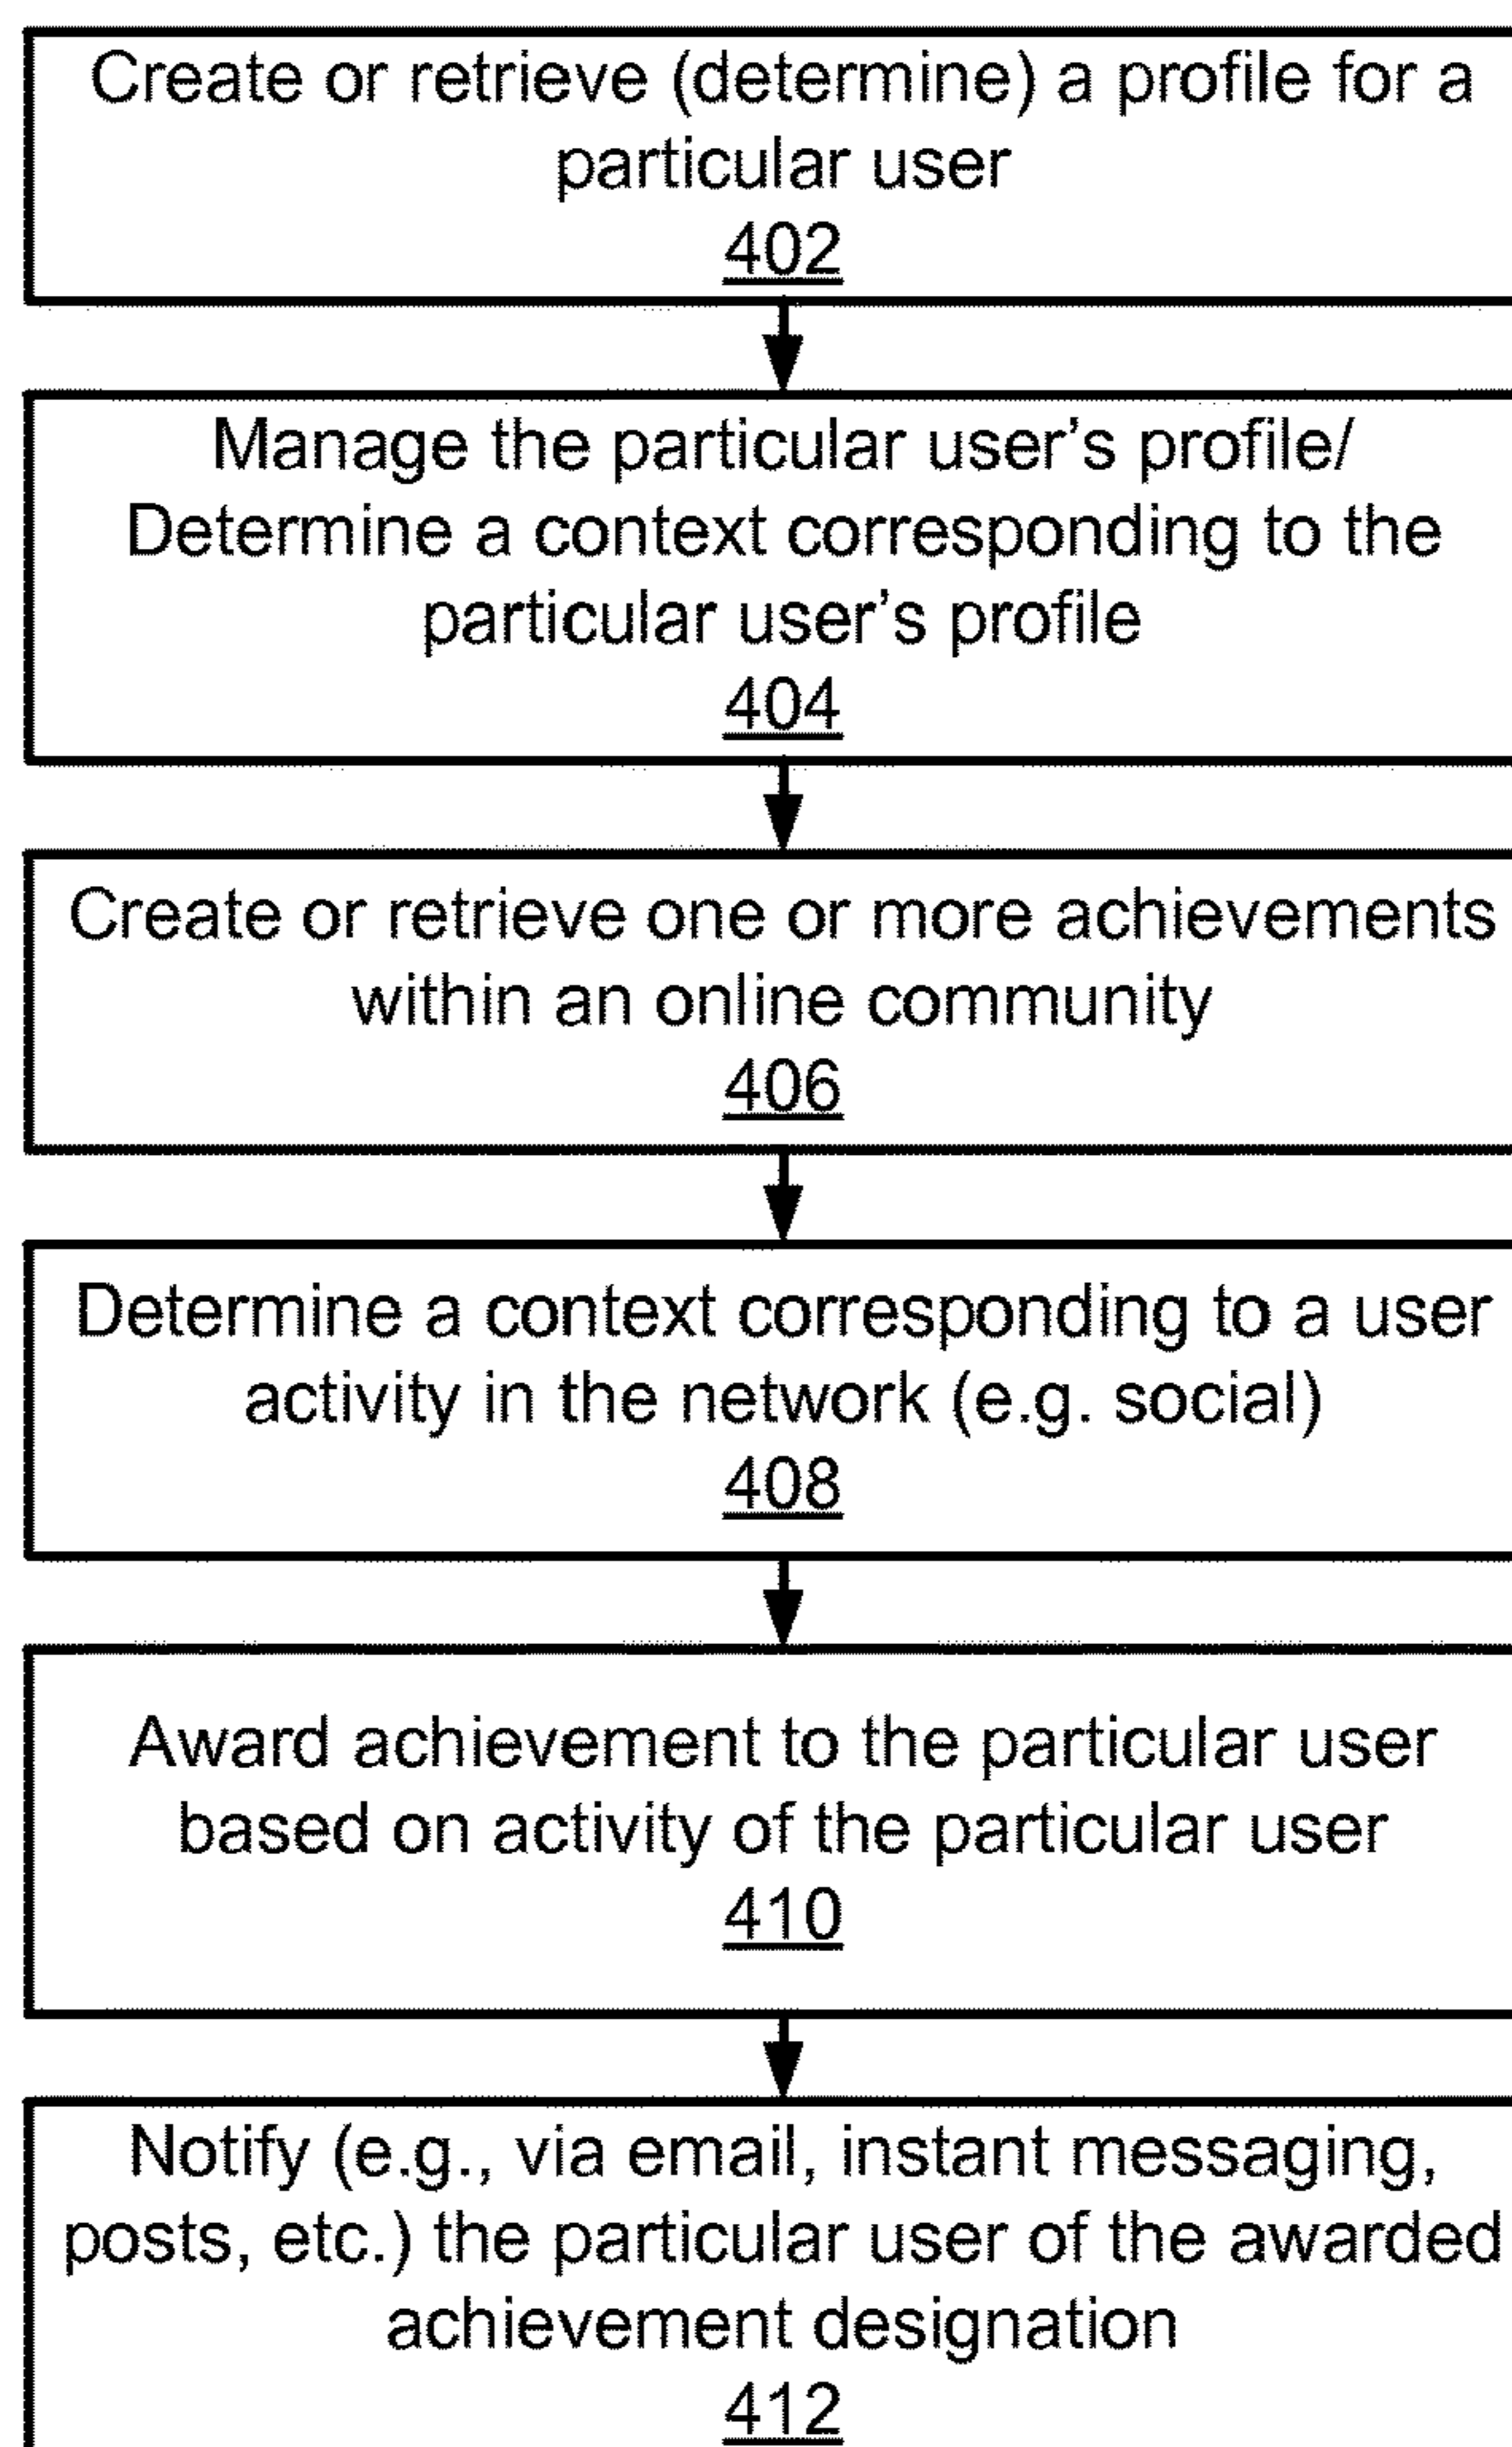 Create or retrieve (determine) a profile for a
particular user
402
Manage the particular user's profile/
Determine a context corresponding to the
particular user's profile
404
Create or retrieve one or more achievements
within an online community
406
Determine a context corresponding to a user
activity in the network (e.g. social)
408
Award achievement to the particular user
based on activity of the particular user
410
Notify (e.g., via email, instant messaging,
posts, etc.) the particular user of the awarded
achievement designation
412